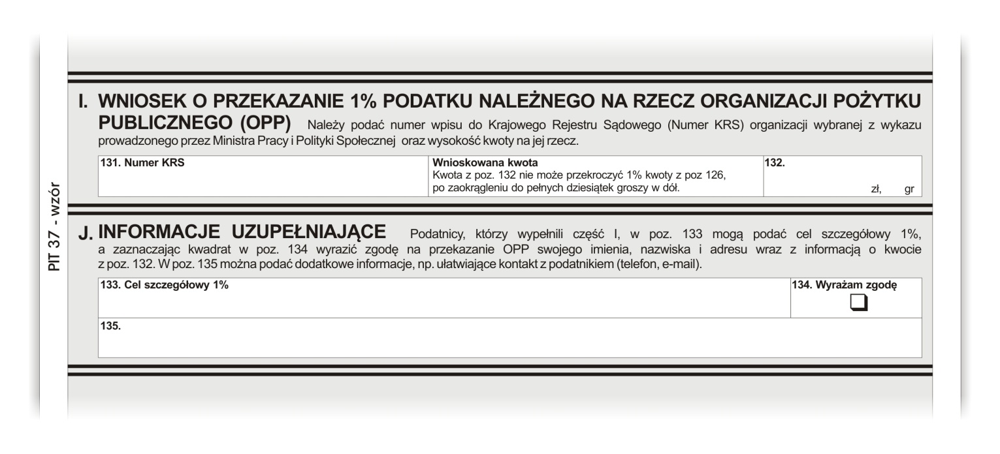 I. WNIOSEK O PRZEKAZANIE 1% PODATKU NALEŻNEGO NA RZECZ ORGANIZACJI POŻYTKU
PUBLICZNEGO (OPP) Należy podać numer wpisu do Krajowego Rejestru Sądowego (Numer KRS) organizacji wybranej z wykazu
prowadzonego przez Ministra Pracy i Polityki Społecznej oraz wysokość kwoty na jej rzecz.
131. Numer KRS
Wnioskowana kwota
Kwota z poz. 132 nie może przekroczyć 1% kwoty z poz 126,
po zaokrągleniu do pełnych dziesiątek groszy w dół.
132.
zł, gr
J. INFORMACJE UZUPEŁNIAJĄCE Podatnicy, którzy wypełnili część I, w poz. 133 mogą podać cel szczegółowy 1%,
a zaznaczając kwadrat w poz. 134 wyrazić zgodę na przekazanie OPP swojego imienia, nazwiska i adresu wraz z informacją o kwocie
z poz. 132. W poz. 135 można podać dodatkowe informacje, np. ułatwiające kontakt z podatnikiem (telefon, e-mail).
133. Cel szczegółowy 1%
134. Wyrażam zgodę
135.
PIT 37 - wzór